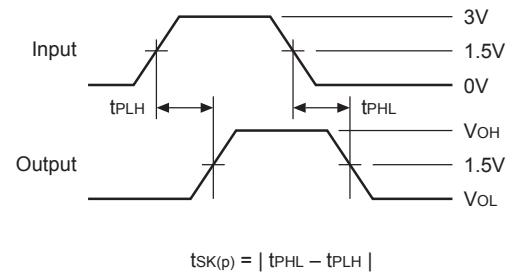 3V
Input 1.5V
0V
tPLH tPHL
VOH
Output 1.5V
VOL
tSK(p) = | tPHL – tPLH |